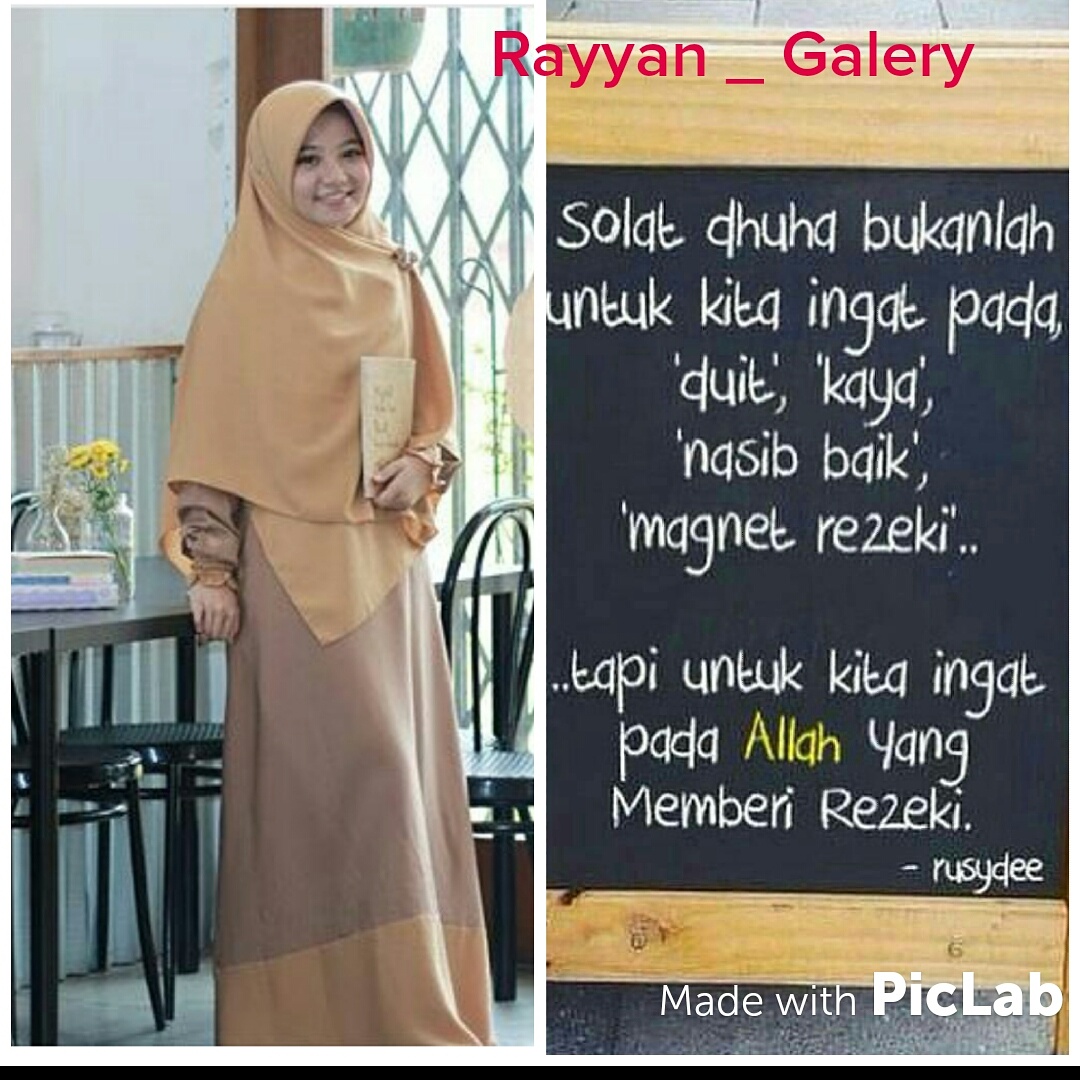 Rayyan _ Galery
Solat dhuha bukanlah
untuk kita ingat pada,
'duit', 'kaya',
'nasib baik',
'magnet rezeki'..
..tapi untuk kita ingat
pada Allah Yang
Memberi Rezeki.
- rusydee
6
Made with PicLab